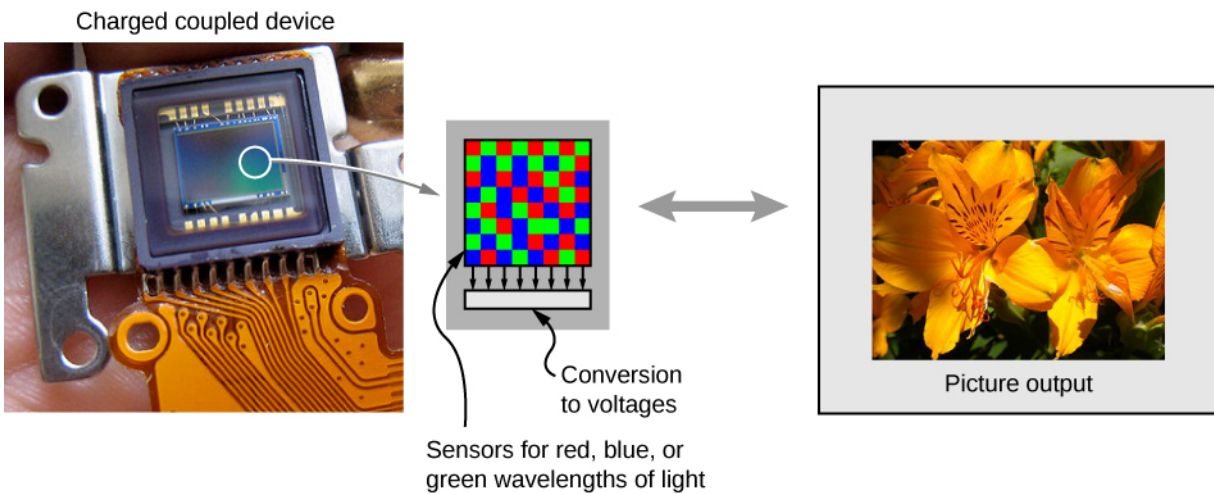 Charged coupled device
Conversion
to voltages
Sensors for red, blue, or
green wavelengths of light
Picture output